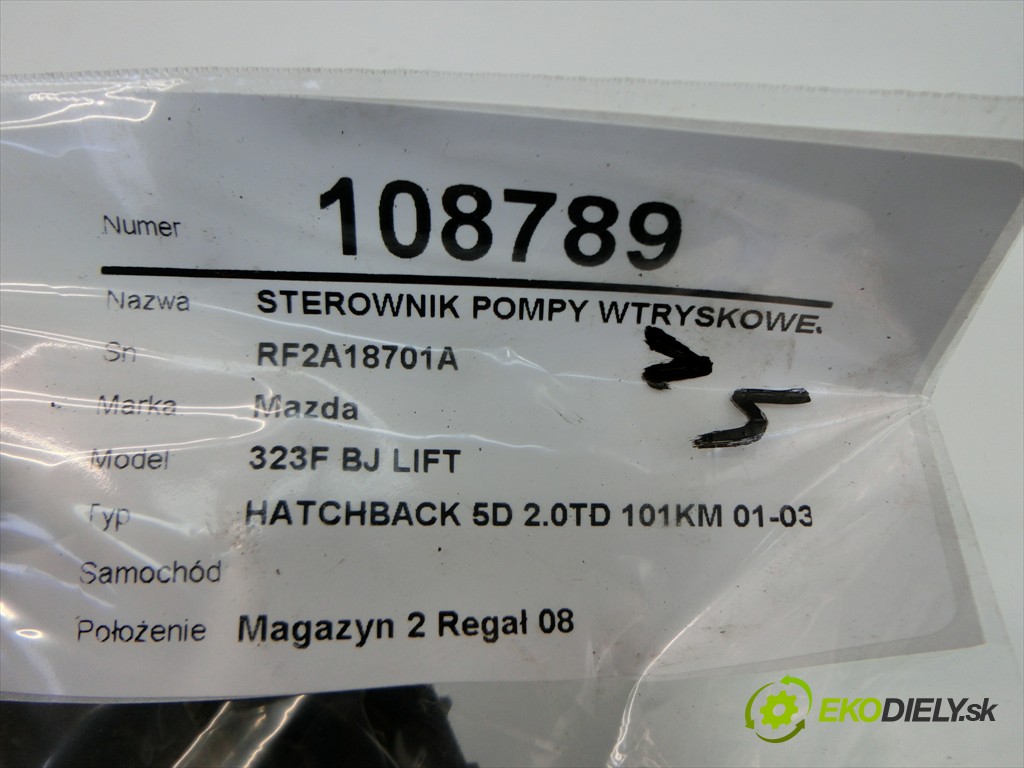 Numer 108789
Nazwa STEROWNIK POMPY WTRYSKOWE.
Sn RF2A18701A
Marka Mazda
Model 323F BJ LIFT
Typ HATCHBACK 5D 2.0TD 101KM 01-03
Samochód
Położenie Magazyn 2 Regał 08
EKODIELY.sk